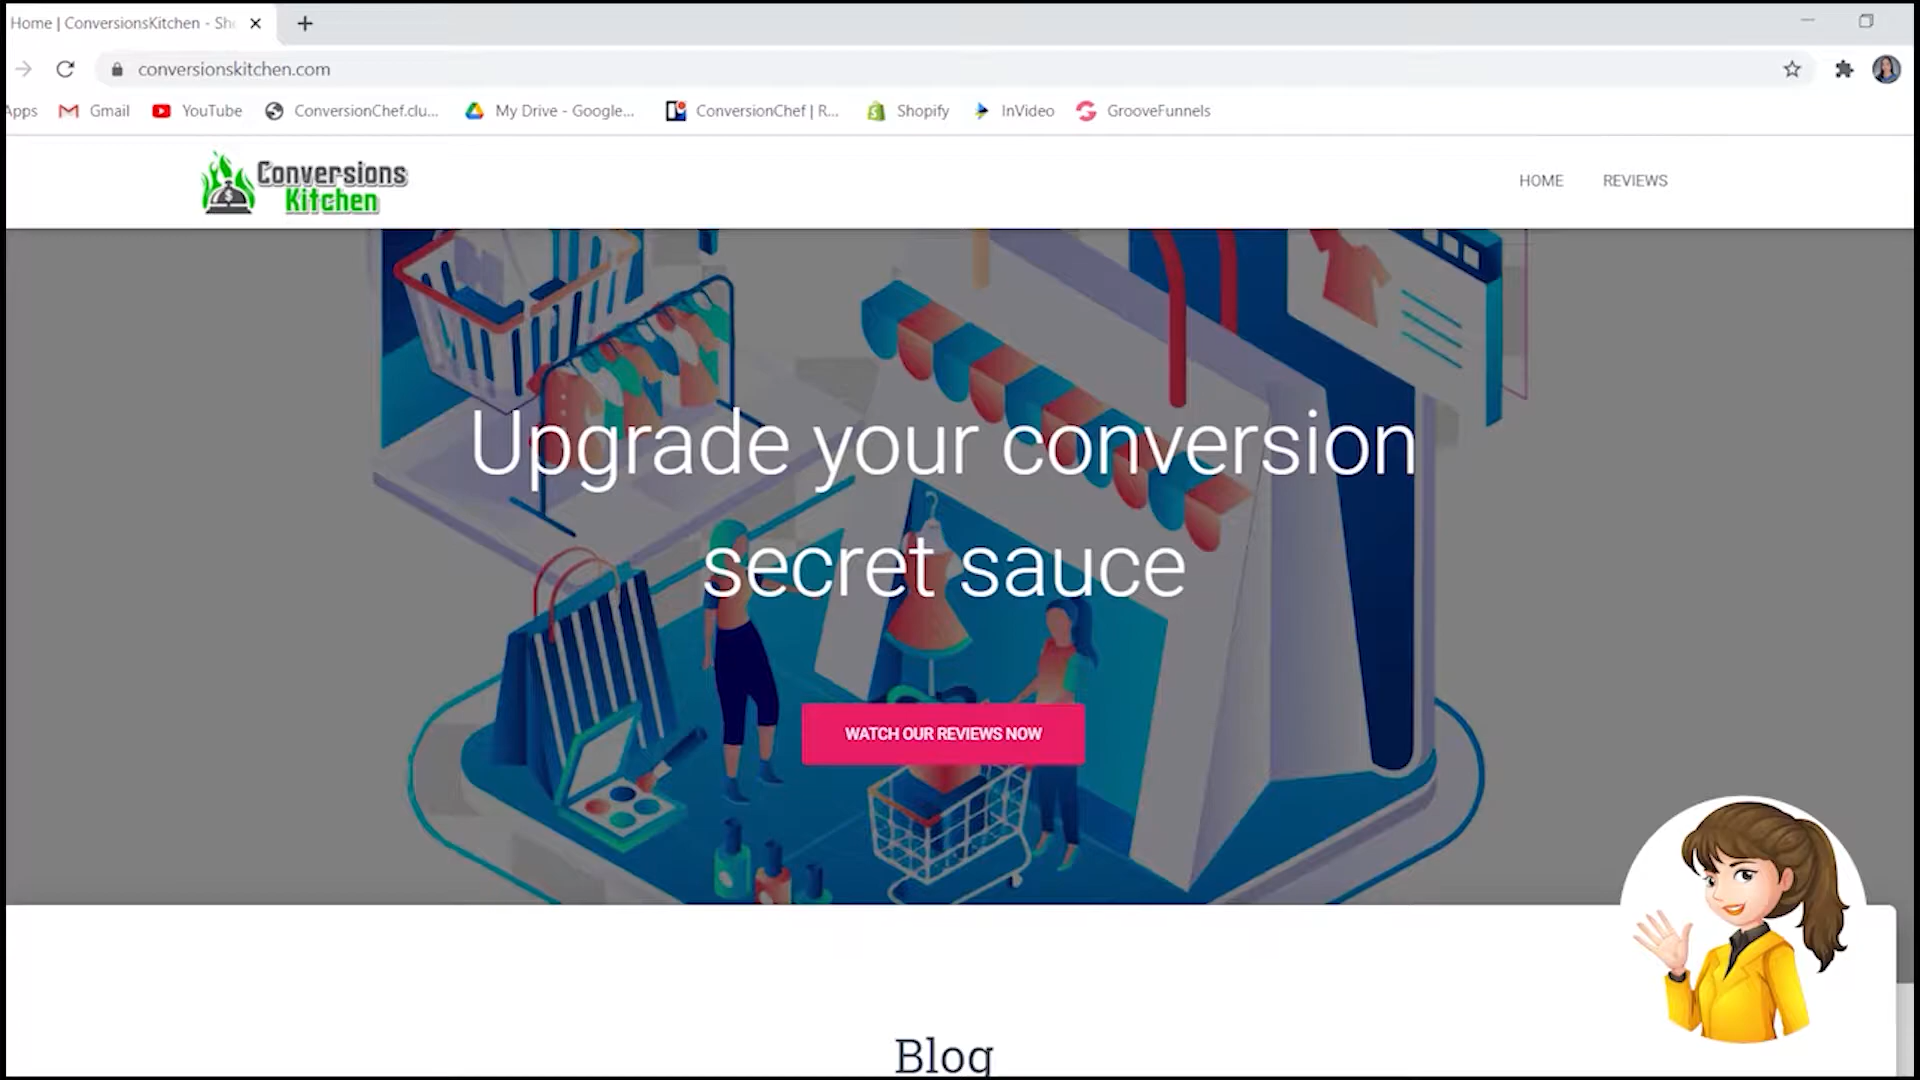 Home | ConversionsKitchen - Sh
conversionskitchen.com
Apps Gmail YouTube ConversionChef.clu... My Drive - Google... ConversionChef | R... Shopify InVideo GrooveFunnels
Conversions
Kitchen
HOME REVIEWS
Upgrade your conversion
secret sauce
WATCH OUR REVIEWS NOW
Blog